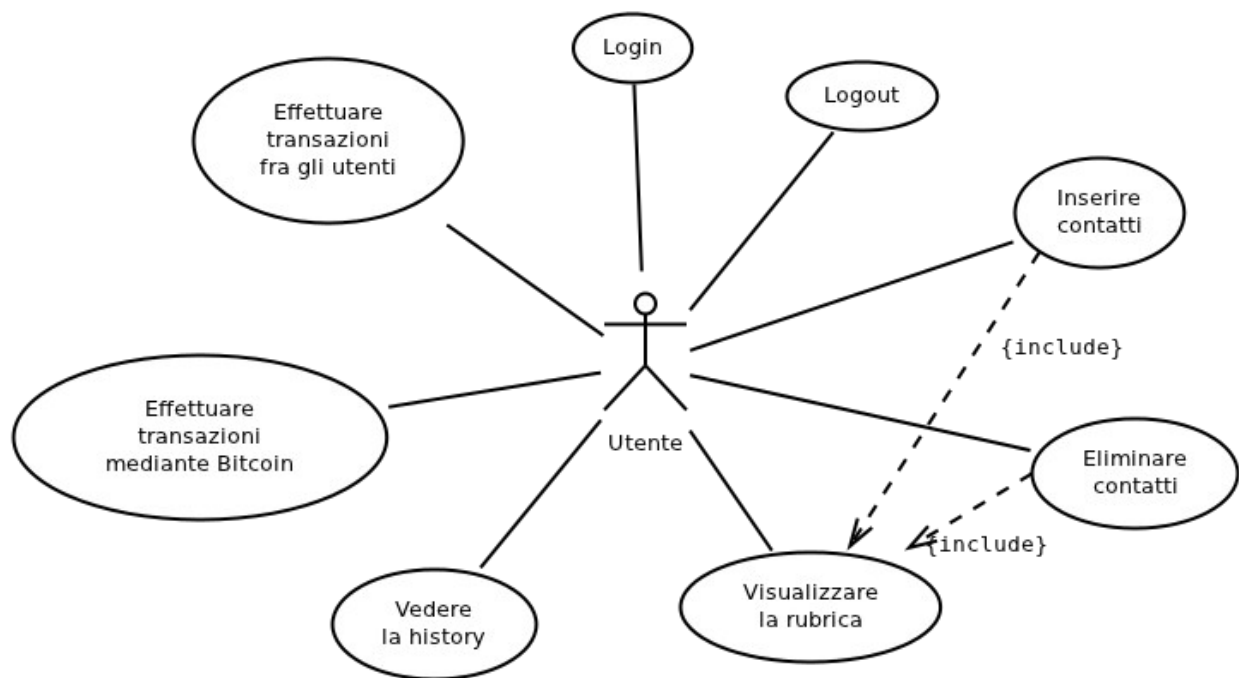 Login
Logout
Effettuare
transazioni
fra gli utenti
Inserire
contatti
{include}
Effettuare
transazioni
mediante Bitcoin
Utente
Eliminare
contatti
{include}
Vedere
la history
Visualizzare
la rubrica